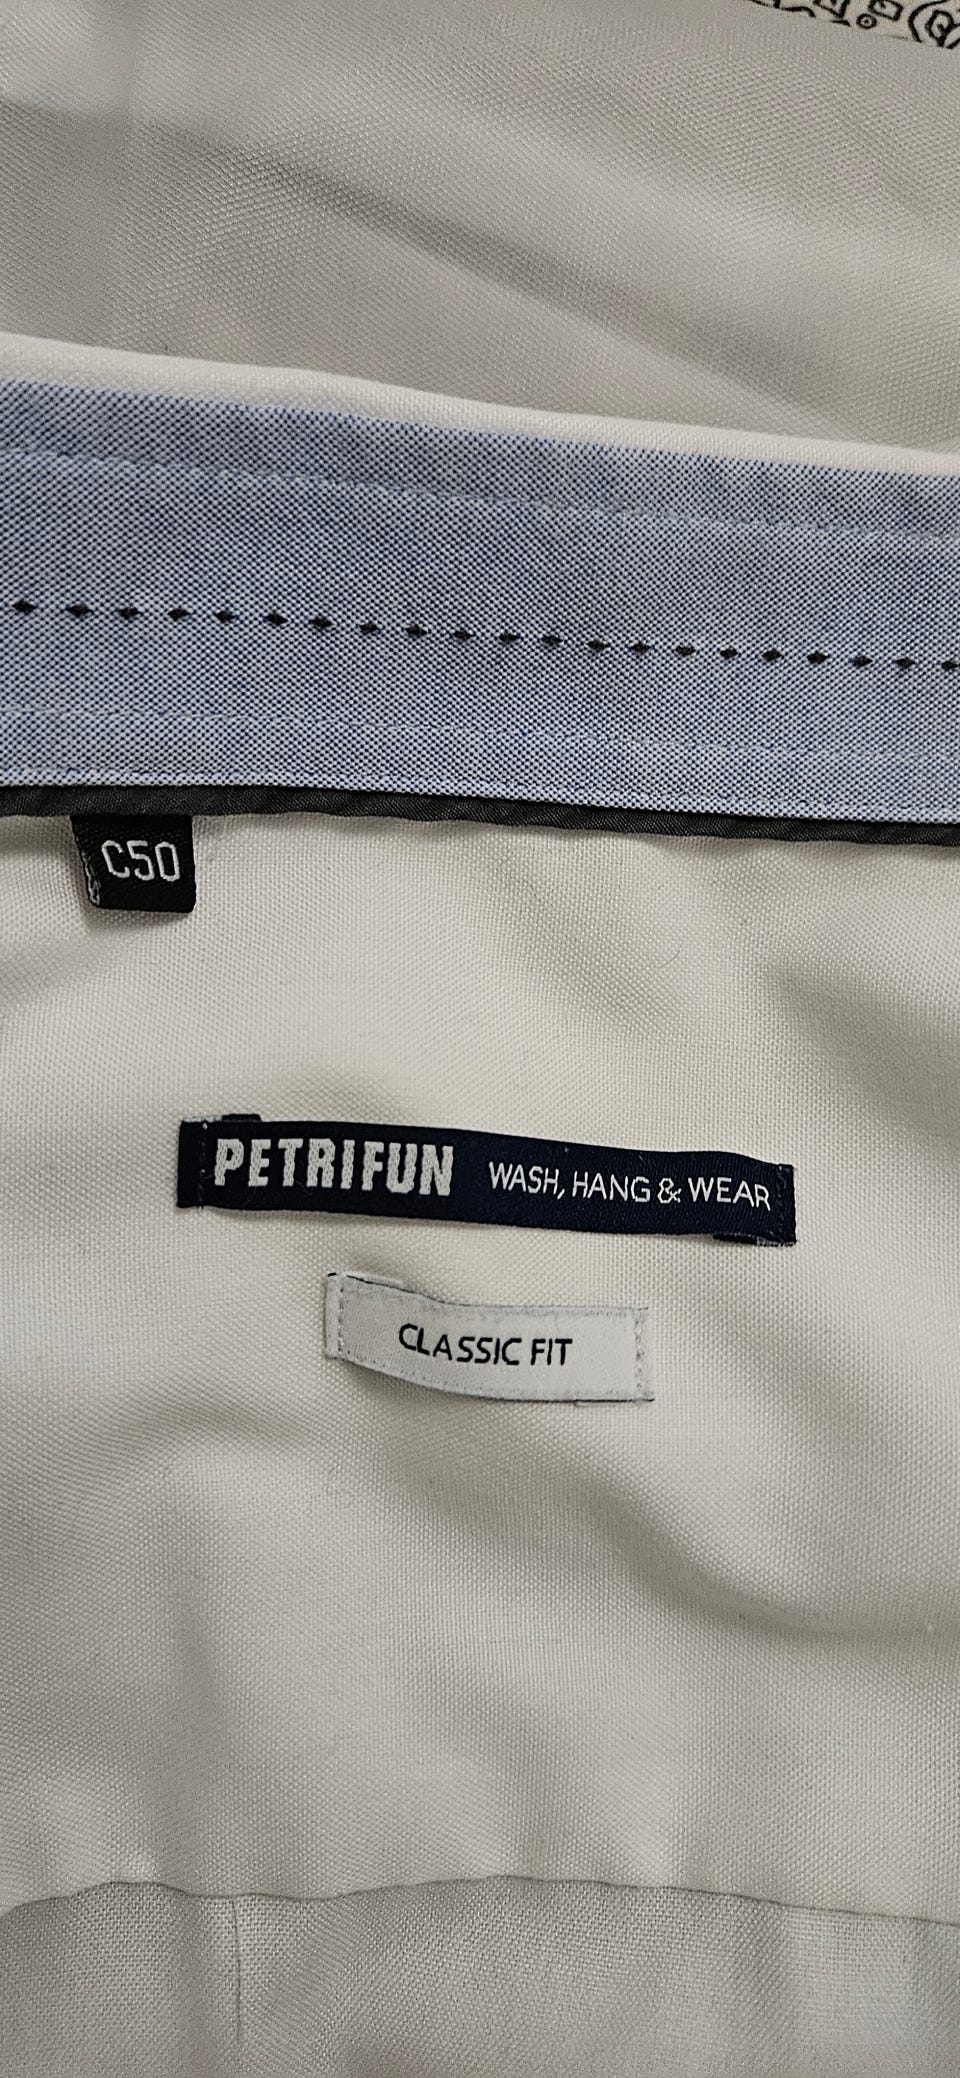 C50
PETRIFUN WASH, HANG & WEAR
CLASSIC FIT